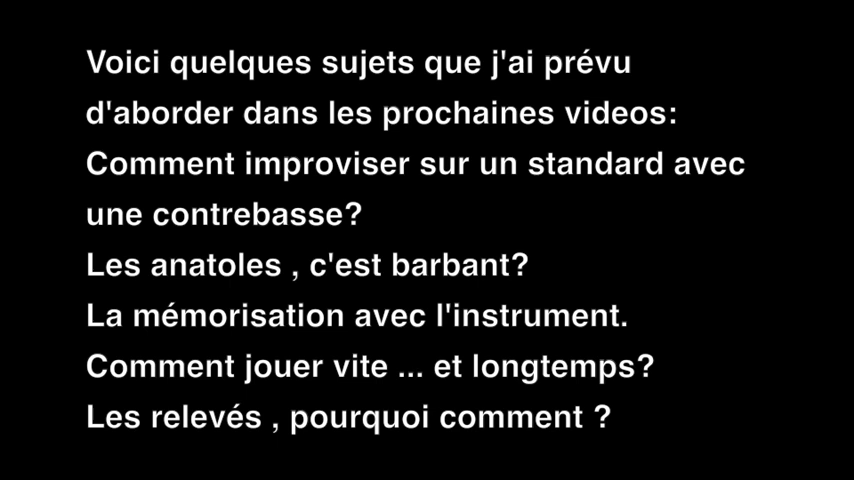 Voici quelques sujets que j'ai prévu
d'aborder dans les prochaines videos:
Comment improviser sur un standard avec
une contrebasse?
Les anatoles , c'est barbant?
La mémorisation avec l'instrument.
Comment jouer vite ... et longtemps?
Les relevés , pourquoi comment ?